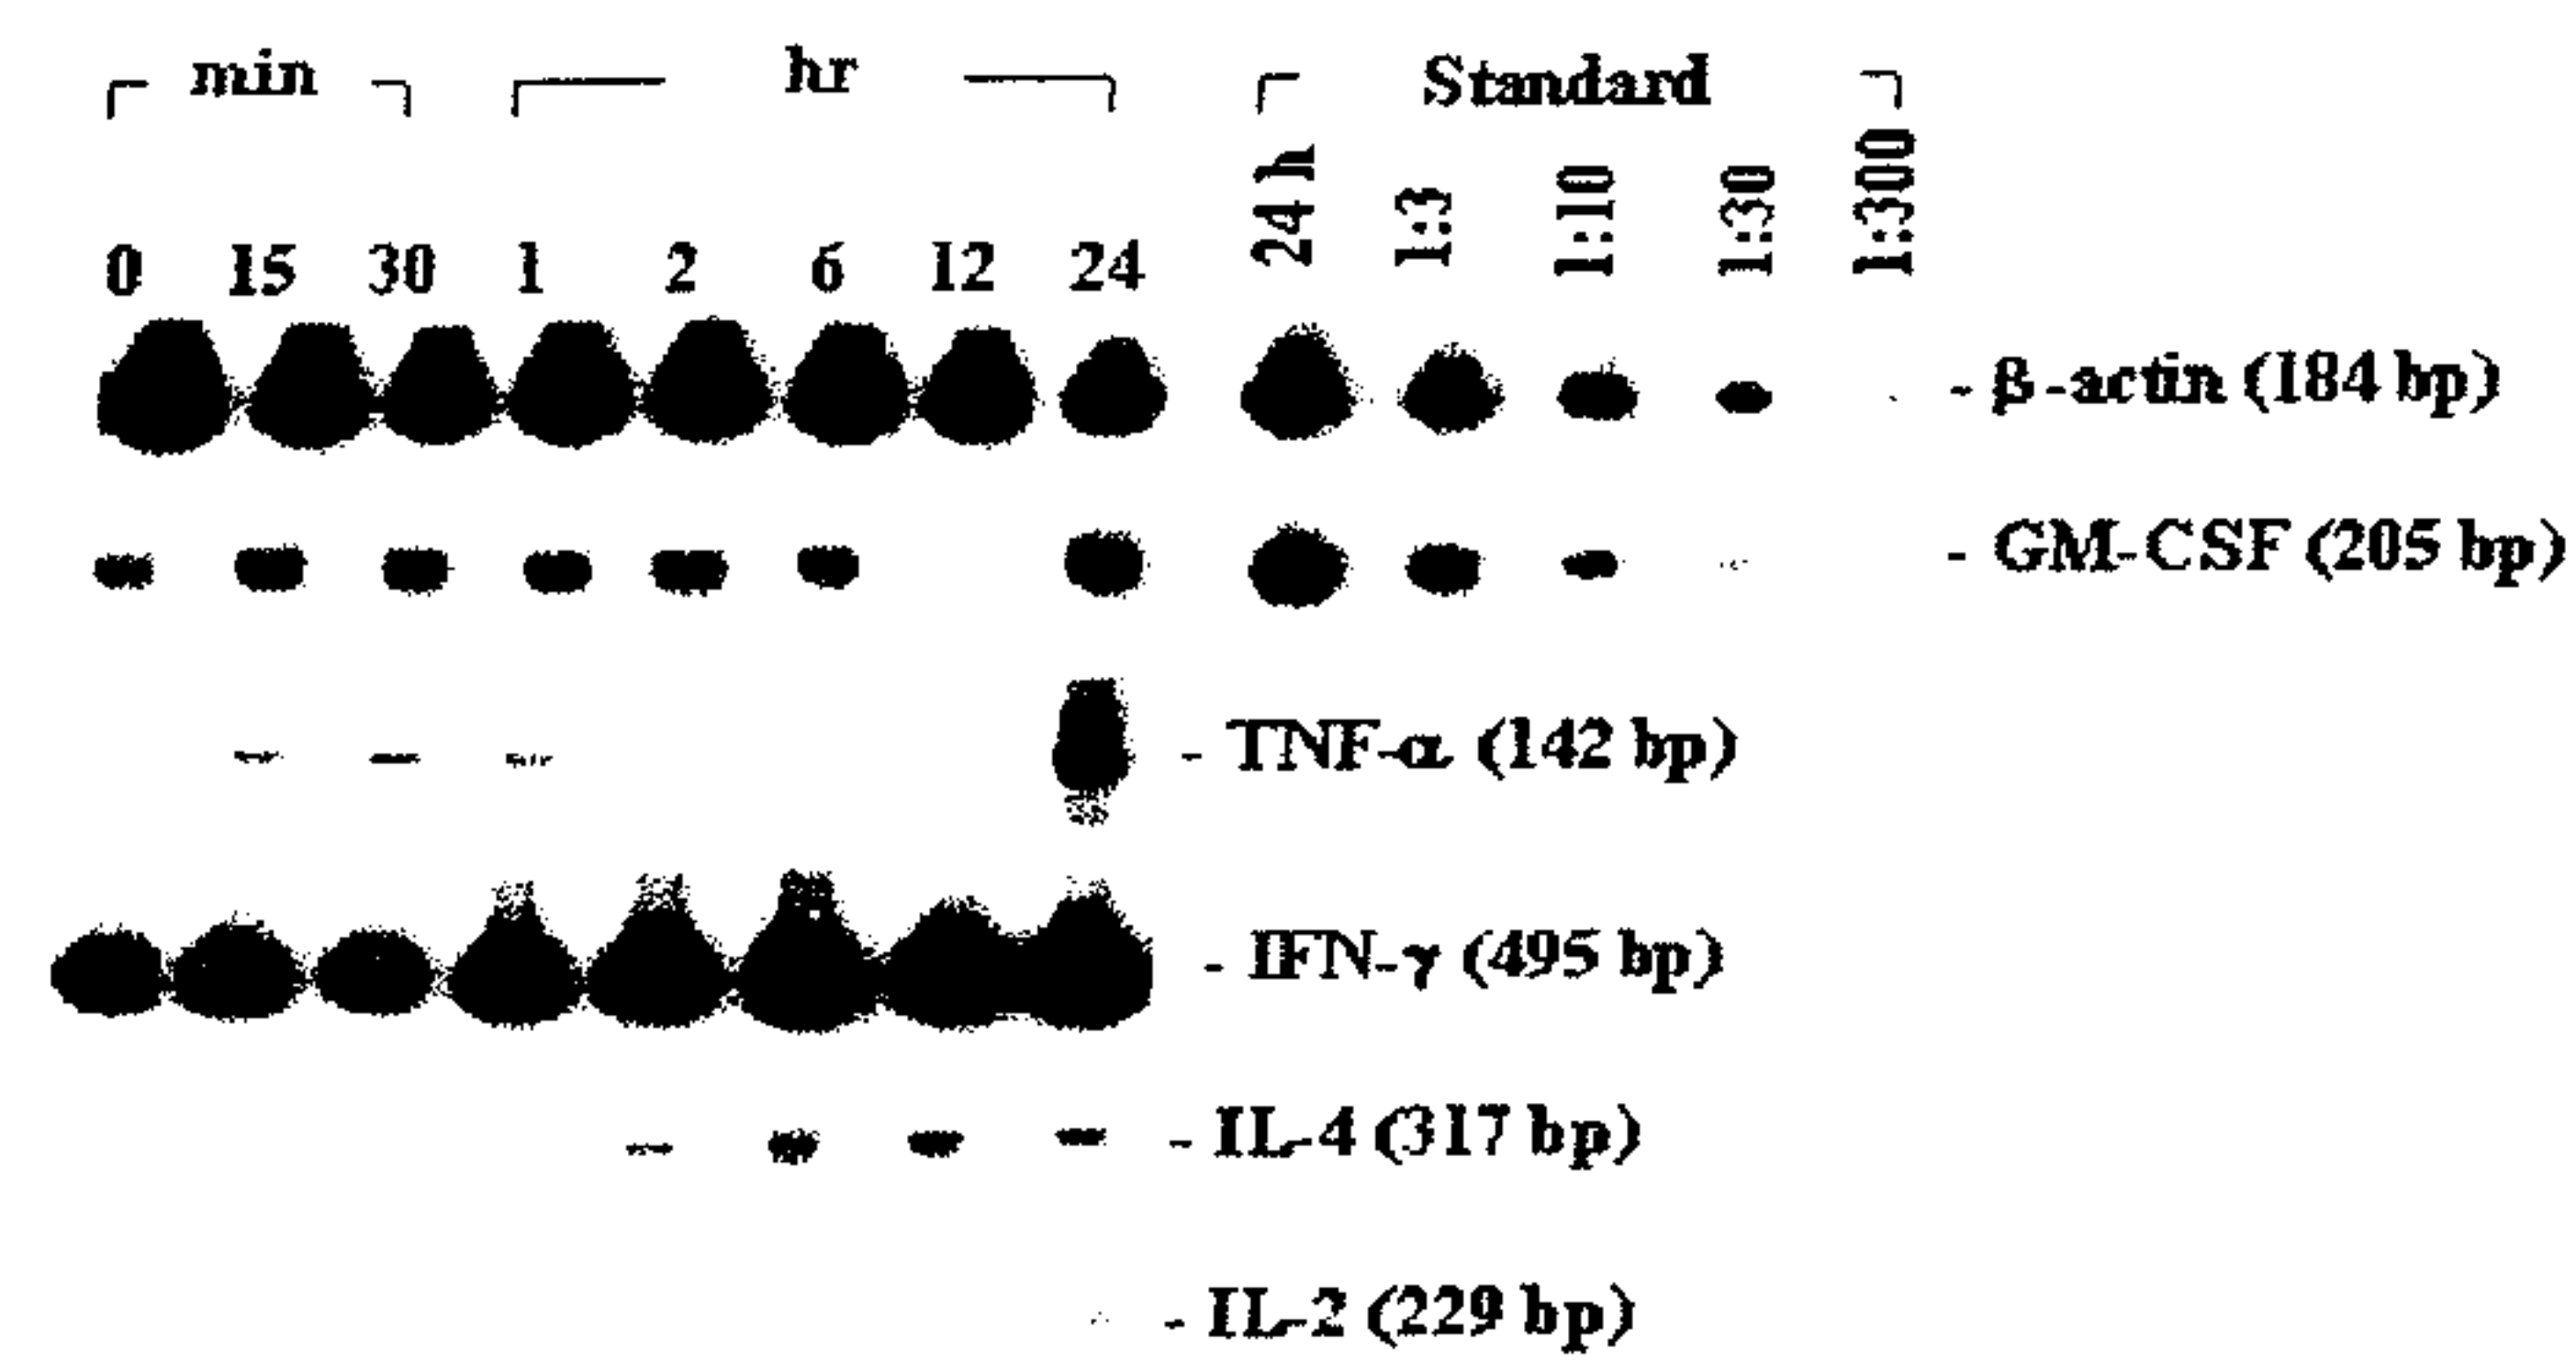 min hr Standard
0 15 30 1 2 6 12 24 24 h 1:3 1:10 1:30 1:300
- β-actin (184 bp)
- GM-CSF (205 bp)
- TNF-α (142 bp)
- IFN-γ (495 bp)
- IL-4 (317 bp)
- IL-2 (229 bp)